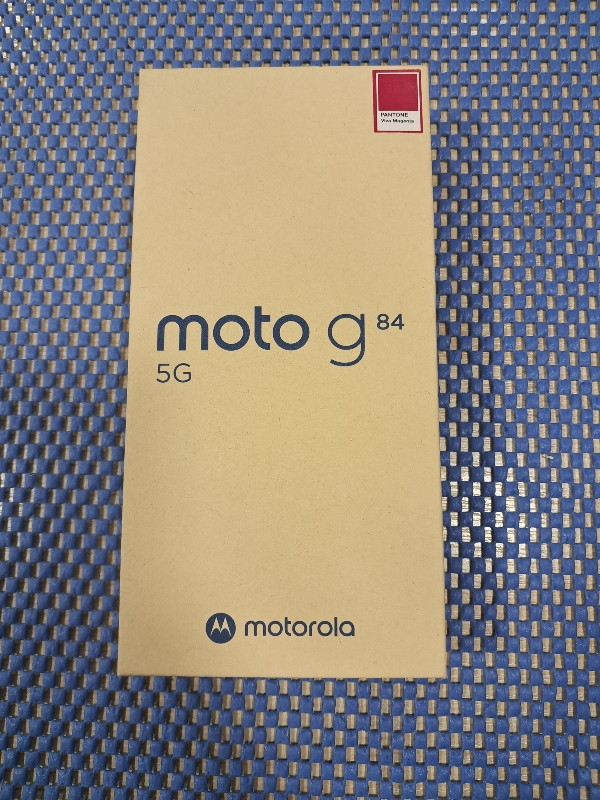 PANTONE
Viva Magenta
moto g 84
5G
motorola